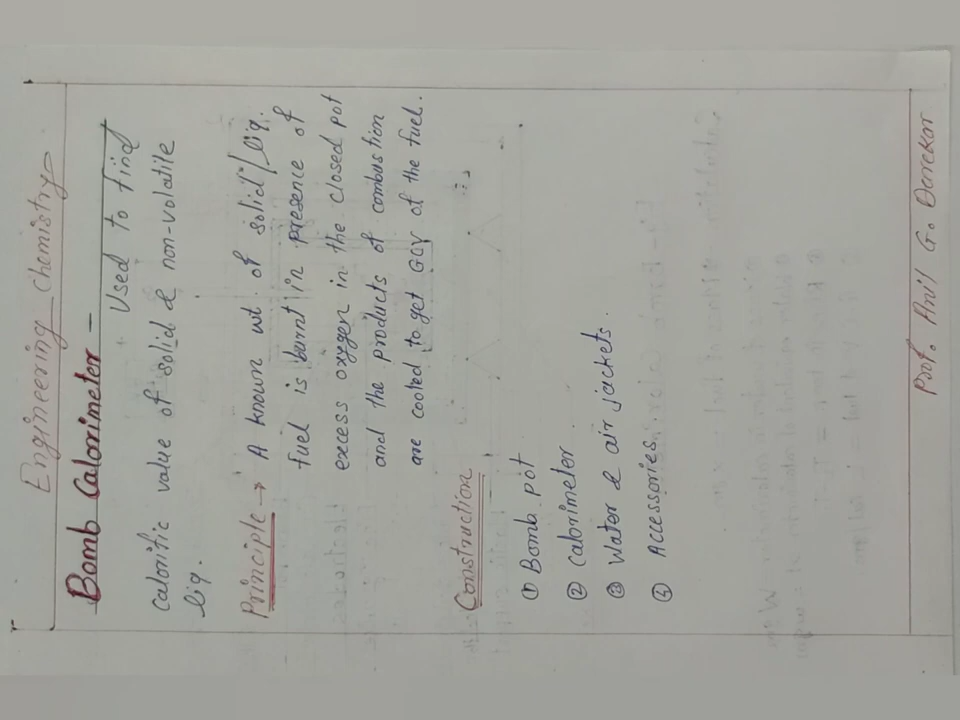 Engineering chemistry
Bomb Calorimeter -
Used to find
calorific value of solid & non-volatile
liq.
Principle → A known wt. of solid/liq.
fuel is burnt in presence of
excess oxygen in the closed pot
and the products of combustion
are cooled to get GCV of the fuel.
Construction
① Bomb pot
② Calorimeter
③ Water & air jackets.
④ Accessories
Prof. Anil G. Darekar